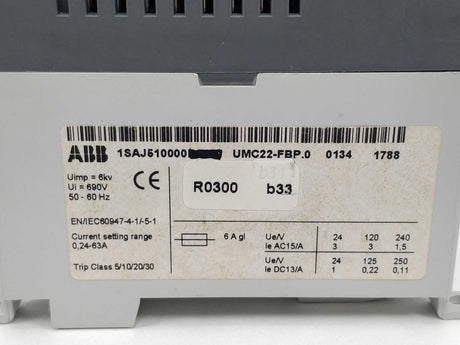 ABB 1SAJ510000 UMC22-FBP.0 0134 1788
Uimp = 6kv
Ui = 690V
50 - 60 Hz
CE
R0300 b33
EN/IEC60947-4-1/-5-1
Current setting range
0,24-63A
Trip Class 5/10/20/30
6 A gl
Ue/V 24 120 240
Ie AC15/A 3 3 1,5
Ue/V 24 125 250
Ie DC13/A 1 0,22 0,11